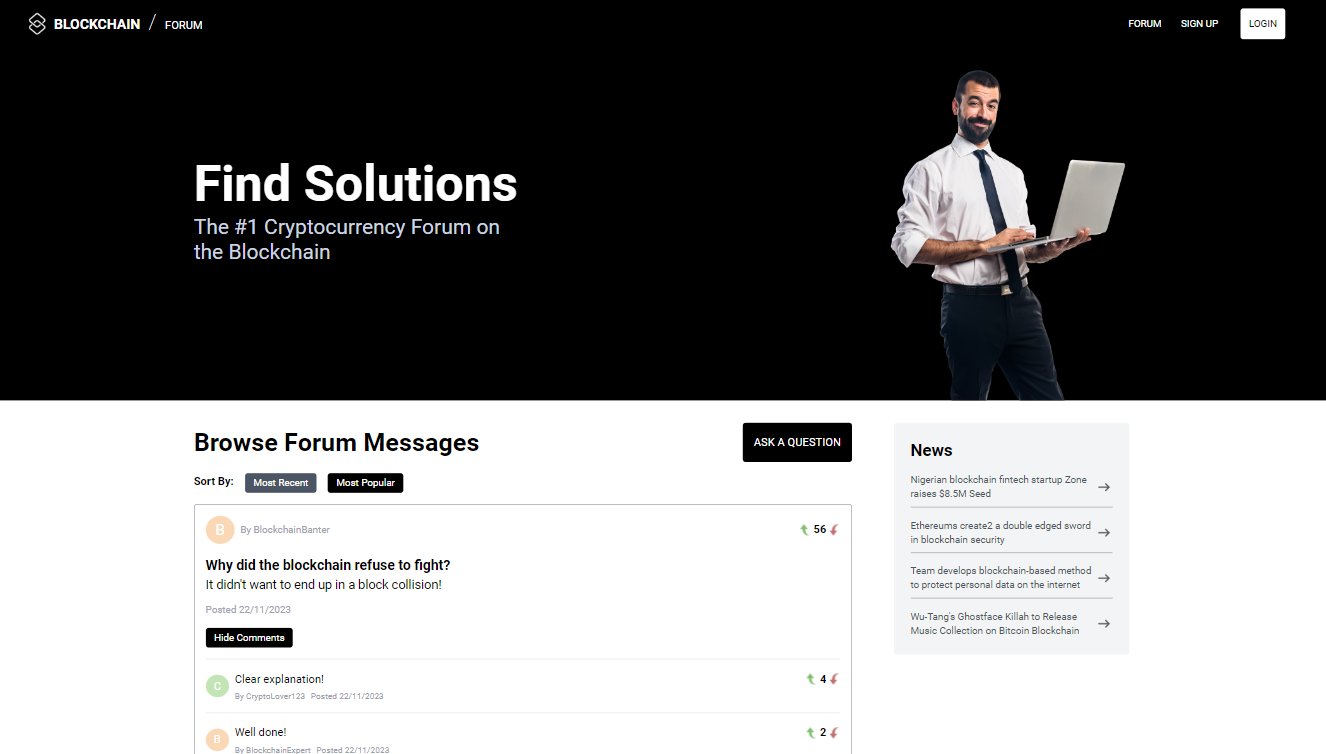 BLOCKCHAIN / FORUM
FORUM SIGN UP LOGIN
Find Solutions
The #1 Cryptocurrency Forum on
the Blockchain
Browse Forum Messages
ASK A QUESTION
Sort By: Most Recent Most Popular
B By BlockchainBanter
56
Why did the blockchain refuse to fight?
It didn't want to end up in a block collision!
Posted 22/11/2023
Hide Comments
C Clear explanation!
4
By CryptoLover123 Posted 22/11/2023
B Well done!
2
By BlockchainExpert Posted 22/11/2023
News
Nigerian blockchain fintech startup Zone
raises $8.5M Seed
Ethereums create2 a double edged sword
in blockchain security
Team develops blockchain-based method
to protect personal data on the internet
Wu-Tang's Ghostface Killah to Release
Music Collection on Bitcoin Blockchain